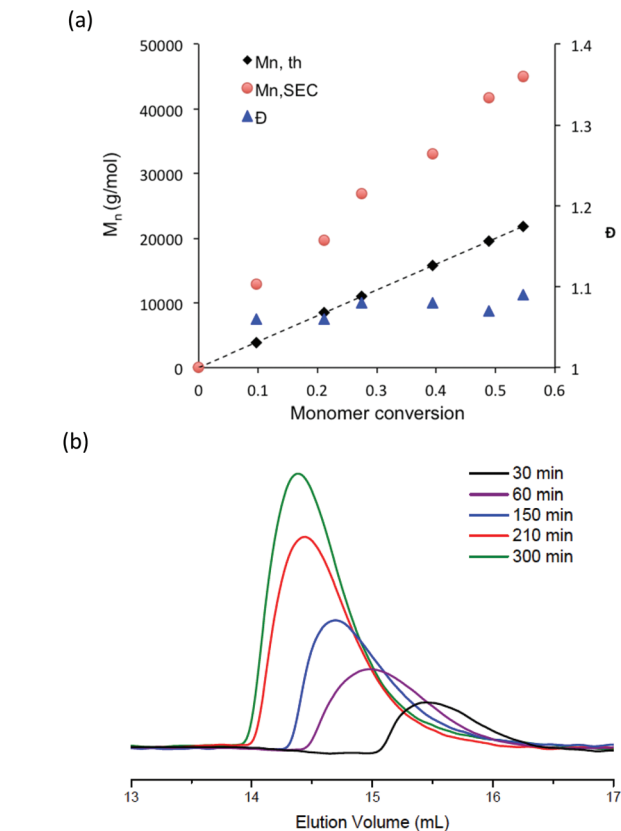 (a)
50000
40000
30000
20000
10000
0
Mn (g/mol)
Mn, th
Mn,SEC
Đ
1.4
1.3
1.2
1.1
1
Đ
0 0.1 0.2 0.3 0.4 0.5 0.6
Monomer conversion
(b)
30 min
60 min
150 min
210 min
300 min
13 14 15 16 17
Elution Volume (mL)